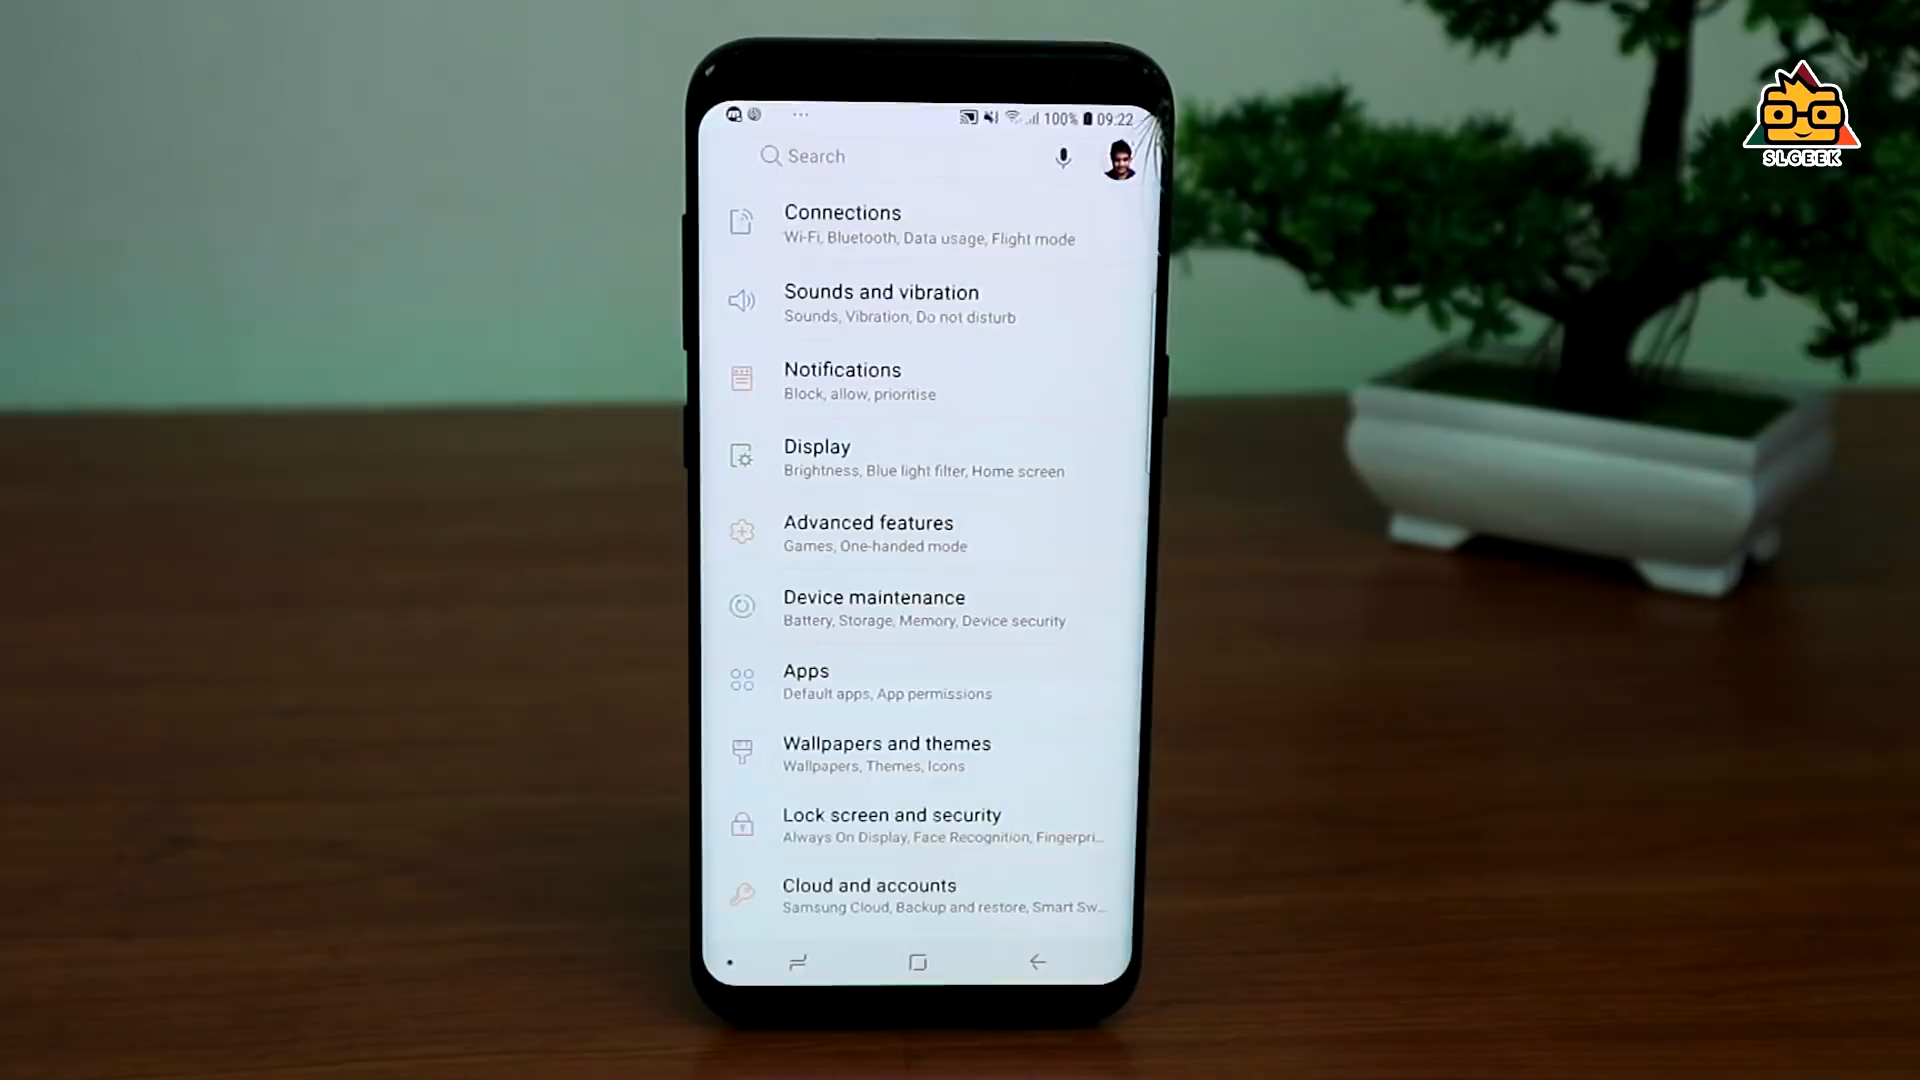 100% 09:22
SLGEEK
Search
Connections
Wi-Fi, Bluetooth, Data usage, Flight mode
Sounds and vibration
Sounds, Vibration, Do not disturb
Notifications
Block, allow, prioritise
Display
Brightness, Blue light filter, Home screen
Advanced features
Games, One-handed mode
Device maintenance
Battery, Storage, Memory, Device security
Apps
Default apps, App permissions
Wallpapers and themes
Wallpapers, Themes, Icons
Lock screen and security
Always On Display, Face Recognition, Fingerpri...
Cloud and accounts
Samsung Cloud, Backup and restore, Smart Sw...